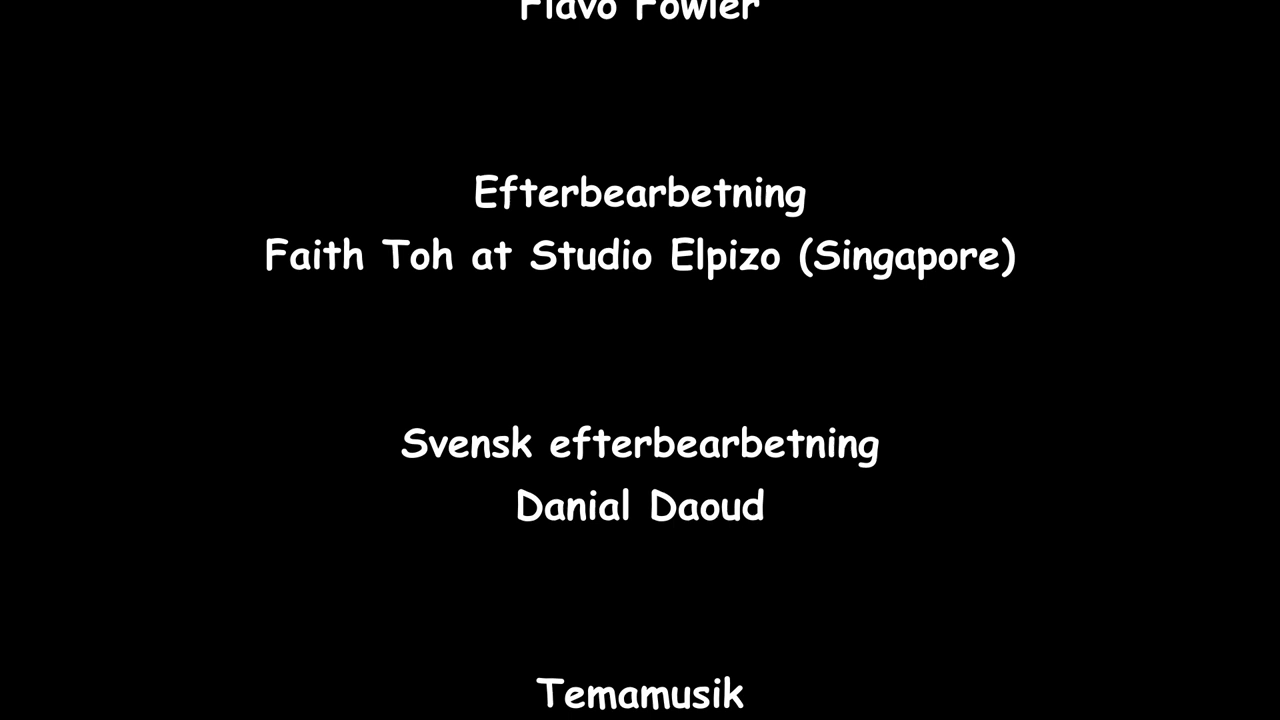 Flavo Fowler
Efterbearbetning
Faith Toh at Studio Elpizo (Singapore)
Svensk efterbearbetning
Danial Daoud
Temamusik